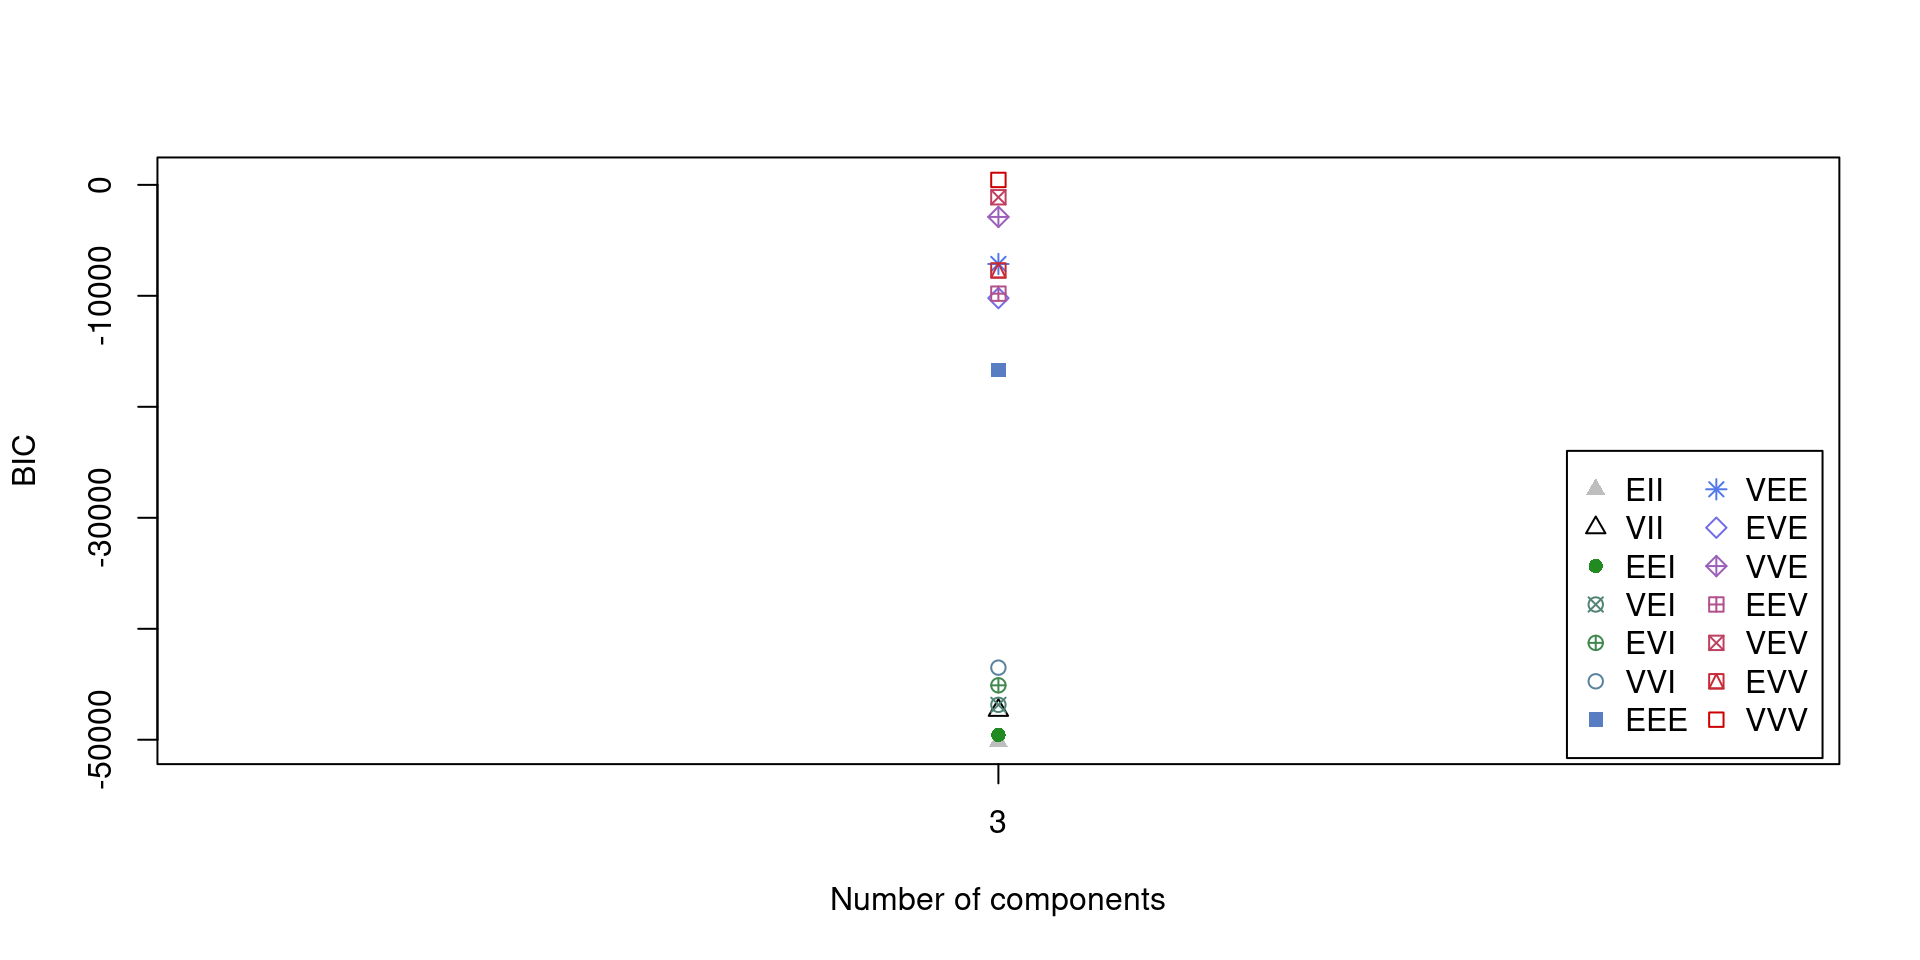 0
-10000
-30000
-50000
BIC
3
Number of components
EII VEE
VII EVE
EEI VVE
VEI EEV
EVI VEV
VVI EVV
EEE VVV